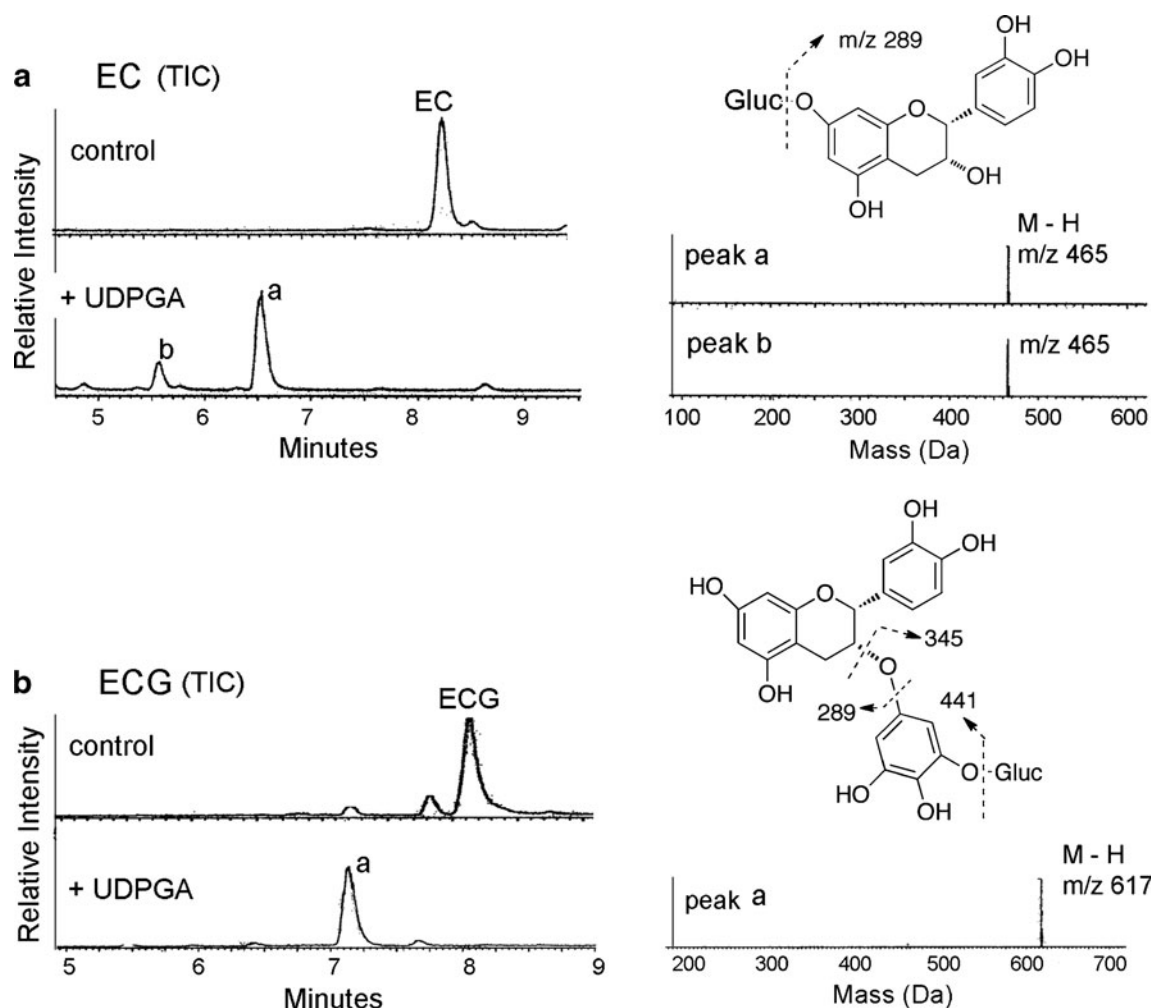 a EC (TIC)
Relative Intensity
control
EC
+ UDPGA
b
a
5 6 7 8 9
Minutes
m/z 289
Gluc O
O
OH
OH
OH
OH
M - H
peak a m/z 465
peak b m/z 465
100 200 300 400 500 600
Mass (Da)
b ECG (TIC)
Relative Intensity
control
ECG
+ UDPGA
a
5 6 7 8 9
Minutes
OH
OH
HO
O
OH
O
345
289
441
O Gluc
HO
OH
M - H
m/z 617
peak a
200 300 400 500 600 700
Mass (Da)